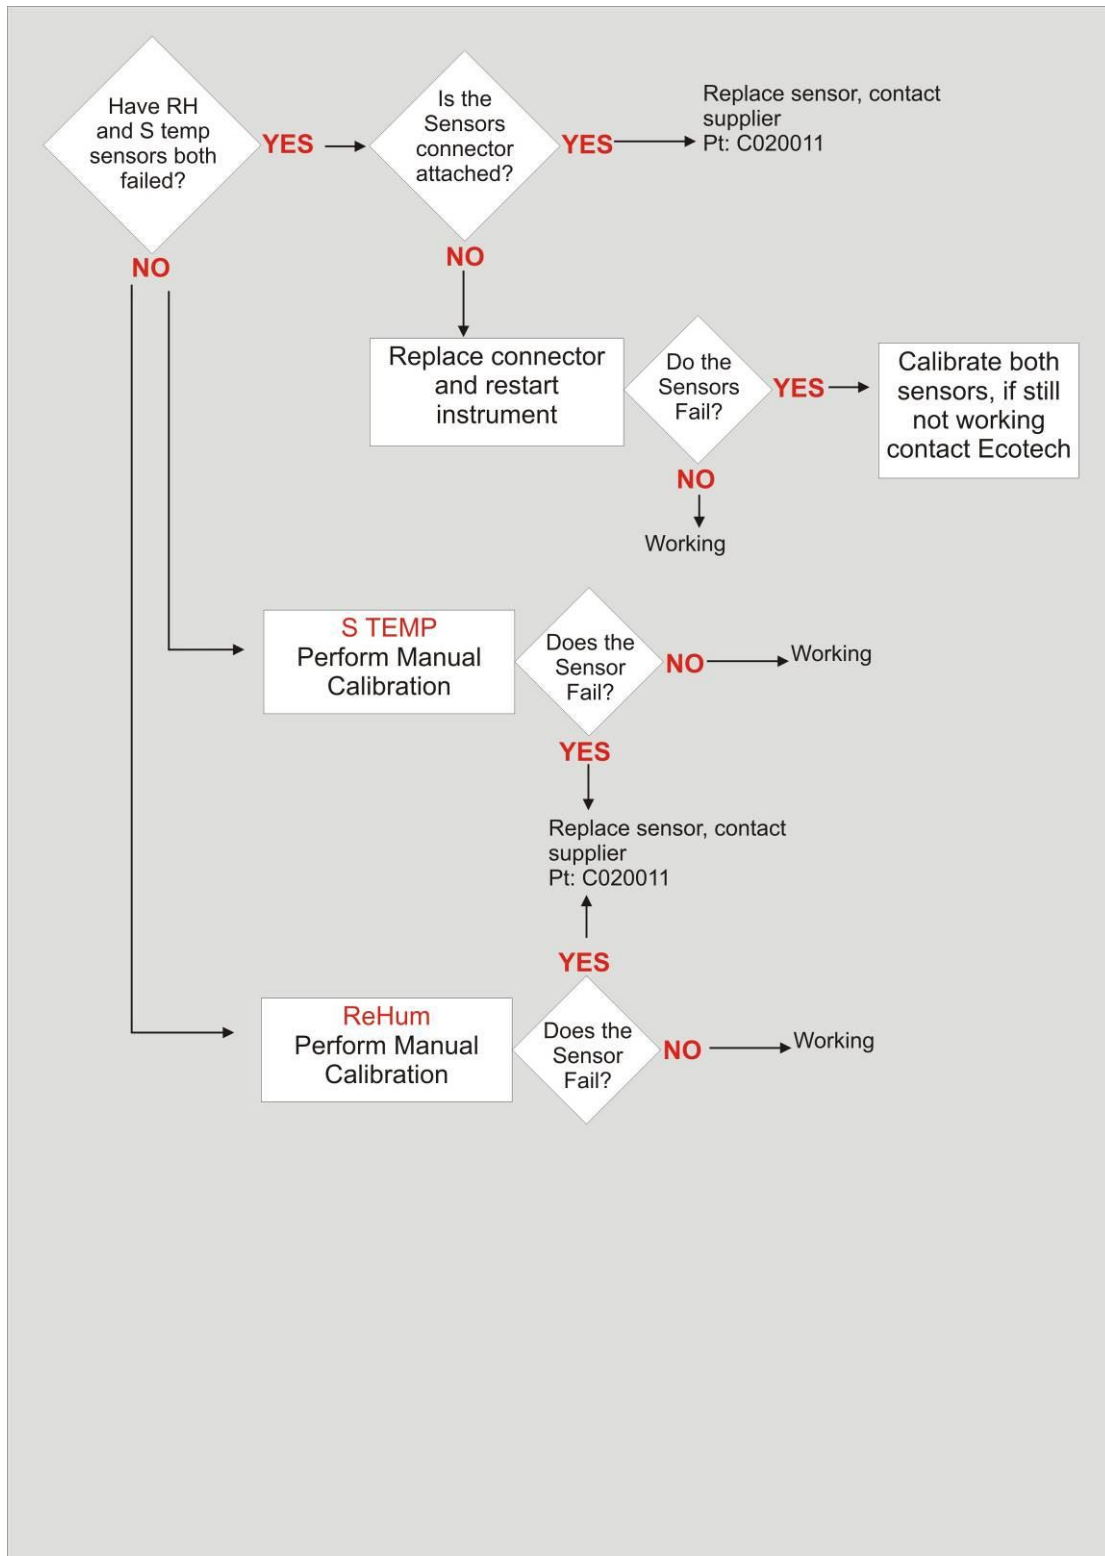 Have RH
and S temp
sensors both
failed?
YES
Is the
Sensors
connector
attached?
YES
Replace sensor, contact
supplier
Pt: C020011
NO
NO
Replace connector
and restart
instrument
Do the
Sensors
Fail?
YES
Calibrate both
sensors, if still
not working
contact Ecotech
NO
Working
S TEMP
Perform Manual
Calibration
Does the
Sensor
Fail?
NO
Working
YES
Replace sensor, contact
supplier
Pt: C020011
YES
ReHum
Perform Manual
Calibration
Does the
Sensor
Fail?
NO
Working